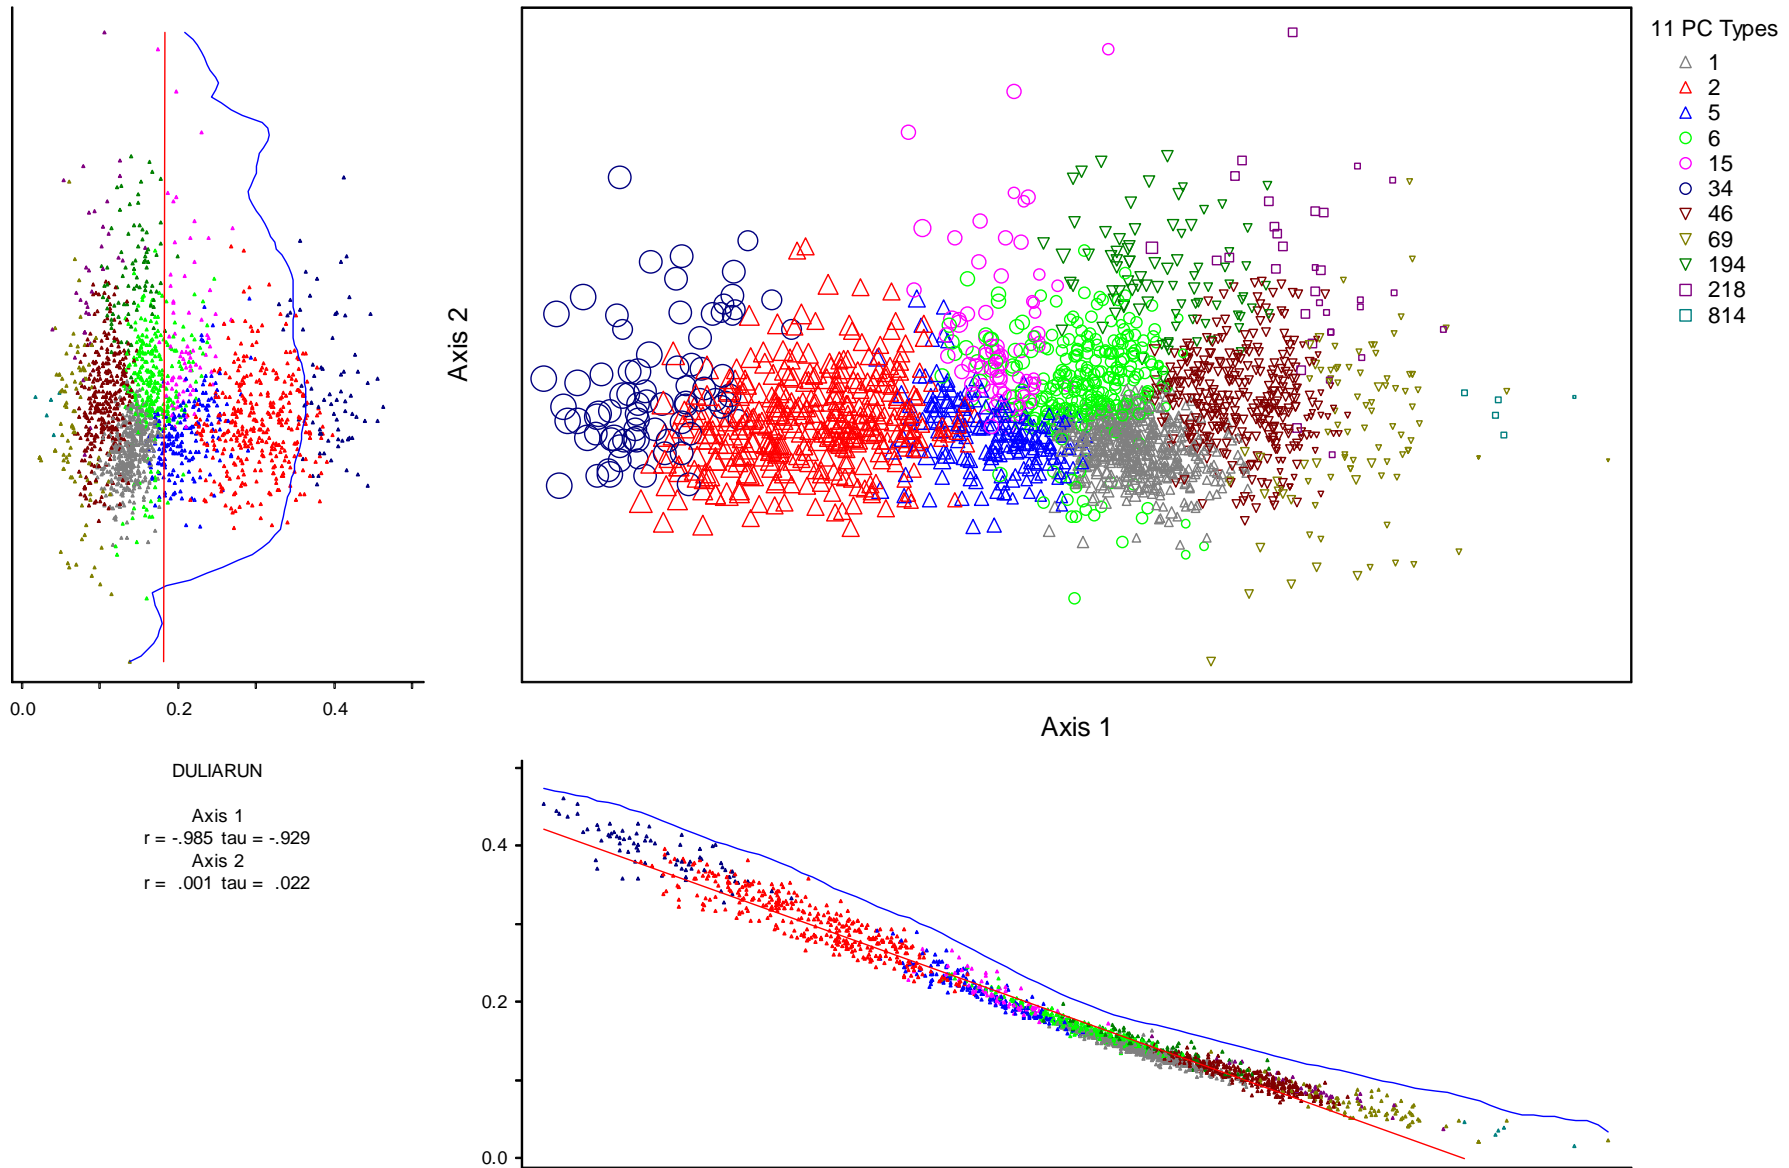 11 PC Types
1
2
5
6
15
34
46
69
194
218
814
Axis 2
0.0 0.2 0.4
Axis 1
DULIARUN
Axis 1
r = -.985 tau = -.929
Axis 2
r = .001 tau = .022
0.4
0.2
0.0